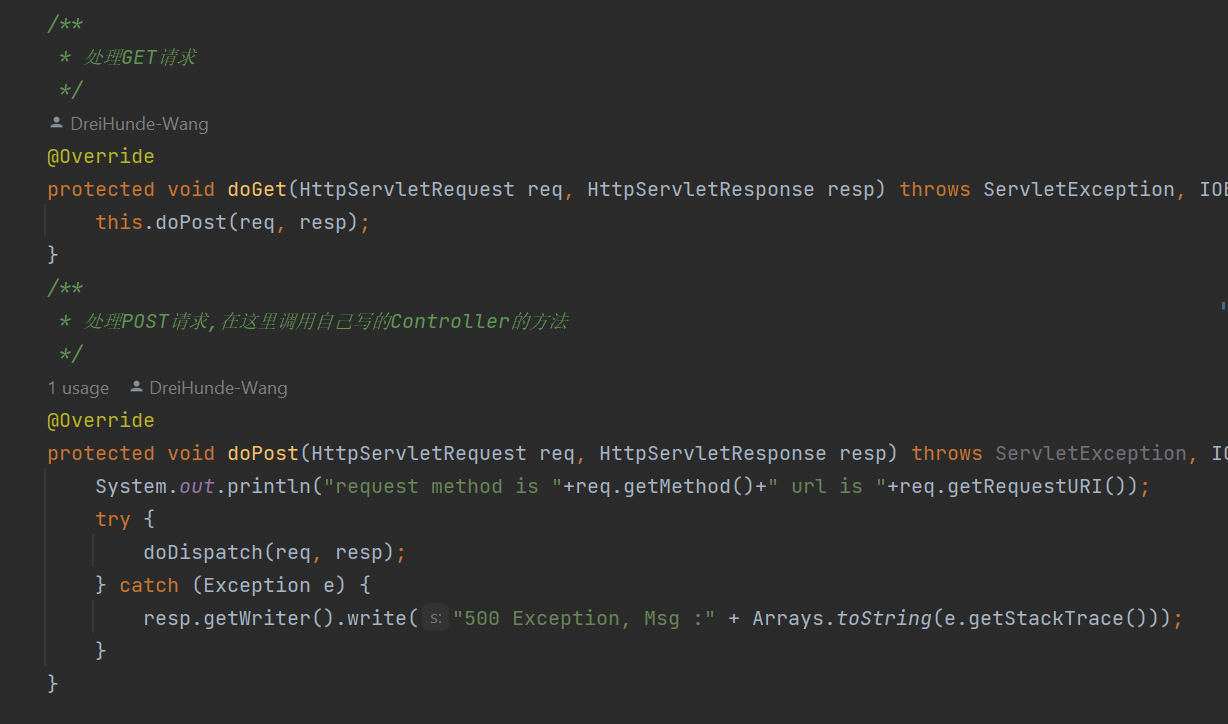 /**
 * 处理GET请求
 */
DreiHunde-Wang
@Override
protected void doGet(HttpServletRequest req, HttpServletResponse resp) throws ServletException,
this.doPost(req, resp);
}
/**
 * 处理POST请求,在这里调用自己写的Controller的方法
 */
1 usage DreiHunde-Wang
@Override
protected void doPost(HttpServletRequest req, HttpServletResponse resp) throws ServletException,
System.out.println("request method is "+req.getMethod()+" url is "+req.getRequestURI());
try {
doDispatch(req, resp);
} catch (Exception e) {
resp.getWriter().write( s: "500 Exception, Msg :" + Arrays.toString(e.getStackTrace()));
}
}